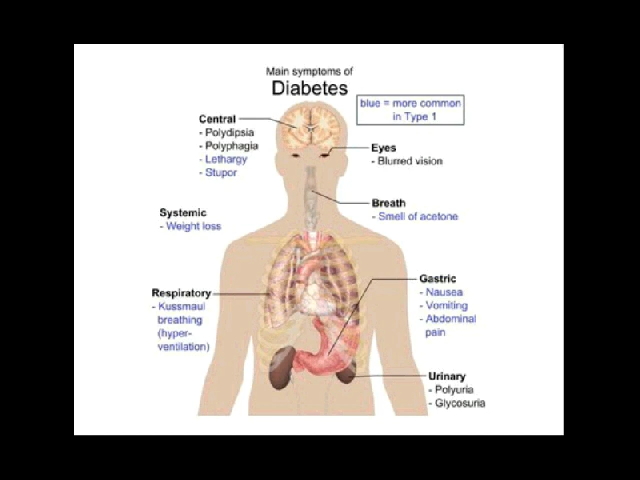 Main symptoms of
Diabetes
blue = more common
in Type 1
Central
- Polydipsia
- Polyphagia
- Lethargy
- Stupor
Eyes
- Blurred vision
Breath
- Smell of acetone
Systemic
- Weight loss
Respiratory
- Kussmaul
breathing
(hyper-
ventilation)
Gastric
- Nausea
- Vomiting
- Abdominal
pain
Urinary
- Polyuria
- Glycosuria